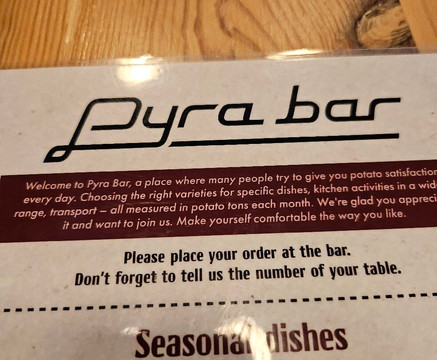 Pyra bar
Welcome to Pyra Bar, a place where many people try to give you potato satisfaction
every day. Choosing the right varieties for specific dishes, kitchen activities in a wid
range, transport – all measured in potato tons each month. We're glad you appreci
it and want to join us. Make yourself comfortable the way you like.
Please place your order at the bar.
Don't forget to tell us the number of your table.
Seasonal dishes